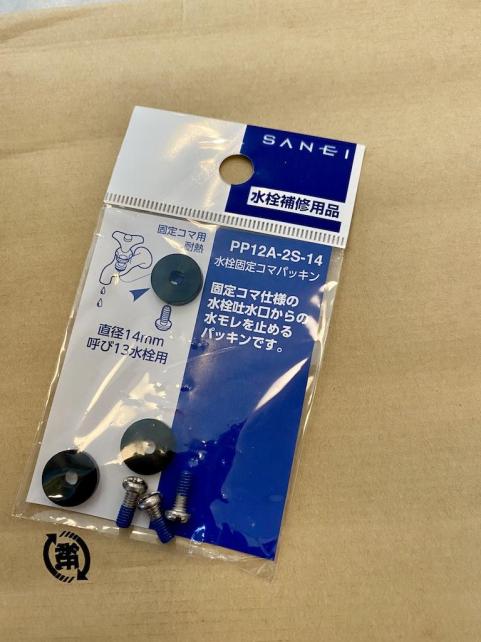 SANEI
水栓補修用品
固定コマ用
耐熱
直径14mm
呼び13水栓用
PP12A-2S-14
水栓固定コマパッキン
固定コマ仕様の
水栓吐水口からの
水モレを止める
パッキンです。